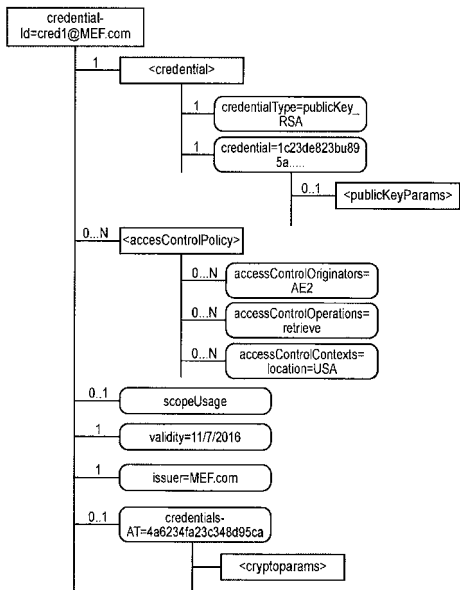 credential-
Id=cred1@MEF.com
1
<credential>
1
credentialType=publicKey_
RSA
1
credential=1c23de823bu89
5a.....
0..1
<publicKeyParams>
0...N
<accesControlPolicy>
0...N
accessControlOriginators=
AE2
0...N
accessControlOperations=
retrieve
0...N
accessControlContexts=
location=USA
0..1
scopeUsage
1
validity=11/7/2016
1
issuer=MEF.com
0..1
credentials-
AT=4a6234fa23c348d95ca
<cryptoparams>